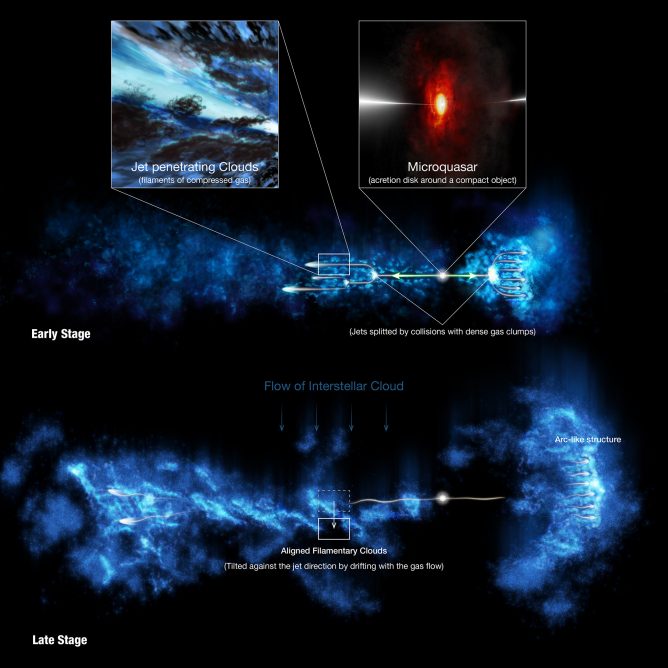 Jet penetrating Clouds
(filaments of compressed gas)
Microquasar
(acretion disk around a compact object)
Early Stage
(Jets splitted by collisions with dense gas clumps)
Flow of Interstellar Cloud
Arc-like structure
Aligned Filamentary Clouds
(Tilted against the jet direction by drifting with the gas flow)
Late Stage